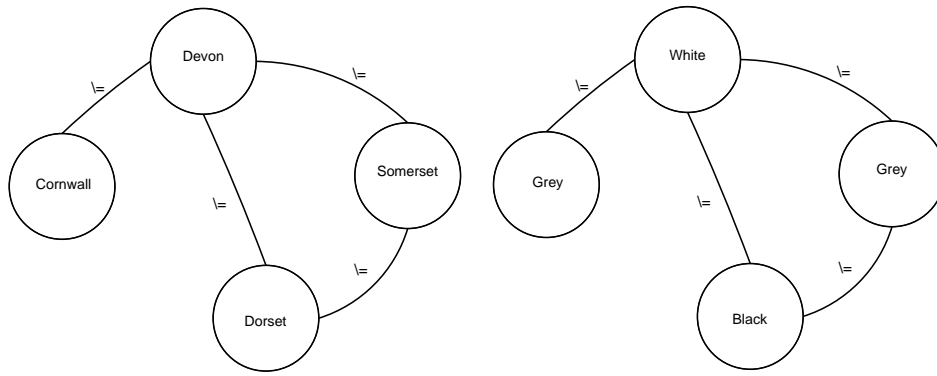 Devon
\=
\=
Cornwall
Somerset
\=
\=
Dorset
White
\=
\=
Grey
Grey
\=
\=
Black